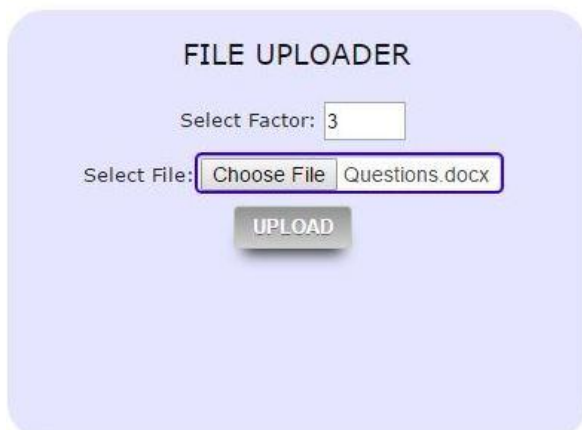 FILE UPLOADER
Select Factor: 3
Select File: Choose File Questions.docx
UPLOAD